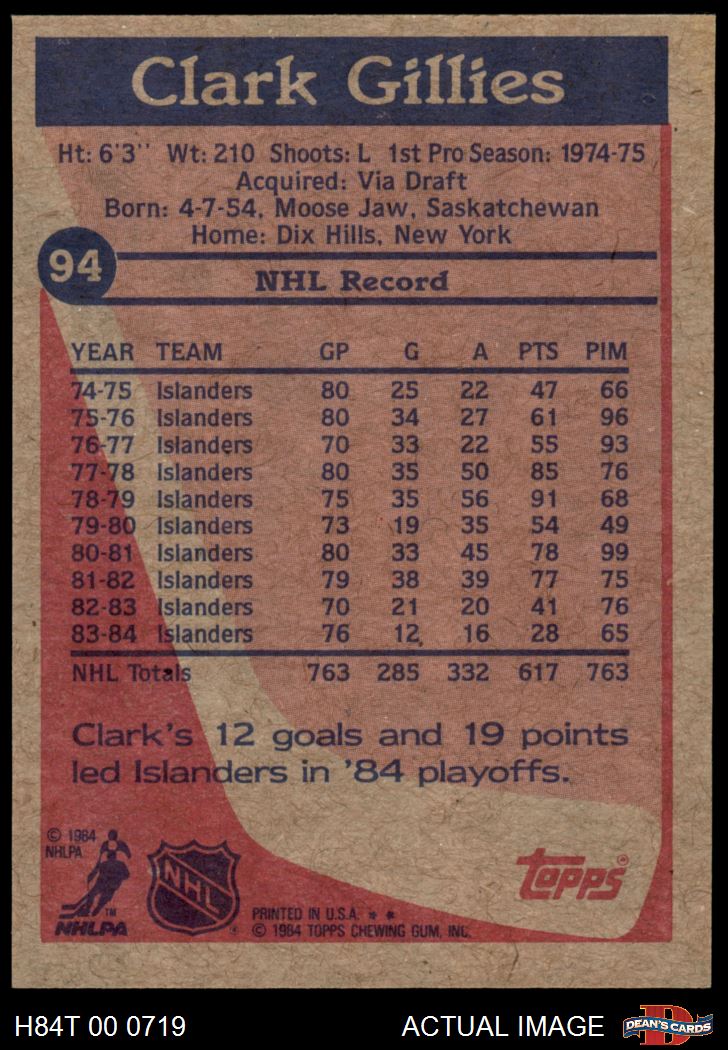 Clark Gillies
Ht: 6'3'' Wt: 210 Shoots: L 1st Pro Season: 1974-75
Acquired: Via Draft
Born: 4-7-54, Moose Jaw, Saskatchewan
Home: Dix Hills, New York
94
NHL Record
YEAR TEAM GP G A PTS PIM
74-75 Islanders 80 25 22 47 66
75-76 Islanders 80 34 27 61 96
76-77 Islanders 70 33 22 55 93
77-78 Islanders 80 35 50 85 76
78-79 Islanders 75 35 56 91 68
79-80 Islanders 73 19 35 54 49
80-81 Islanders 80 33 45 78 99
81-82 Islanders 79 38 39 77 75
82-83 Islanders 70 21 20 41 76
83-84 Islanders 76 12 16 28 65
NHL Totals 763 285 332 617 763
Clark's 12 goals and 19 points
led Islanders in '84 playoffs.
© 1984
NHLPA
™
NHLPA
NHL
®
topps®
PRINTED IN U.S.A. * *
© 1984 TOPPS CHEWING GUM, INC.
H84T 00 0719 ACTUAL IMAGE
D
DEAN'S CARDS